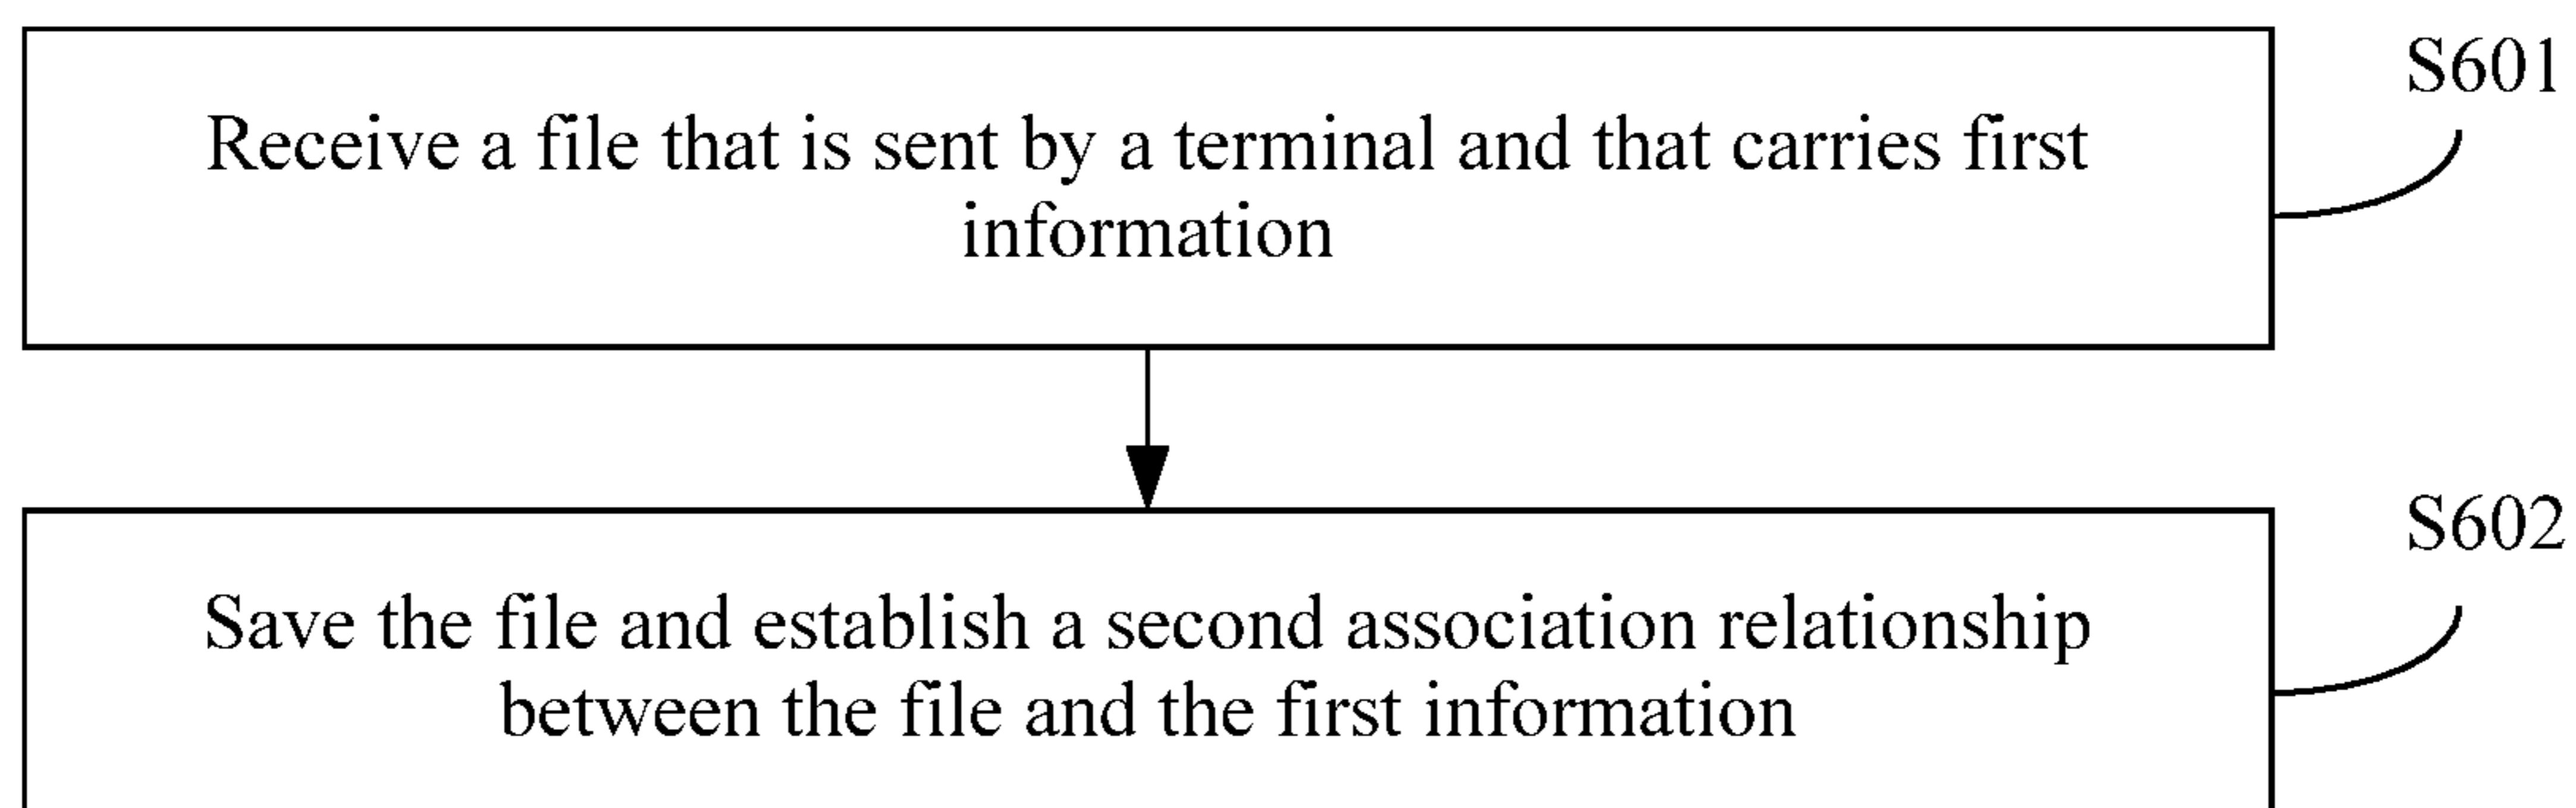 S601
Receive a file that is sent by a terminal and that carries first
information
S602
Save the file and establish a second association relationship
between the file and the first information